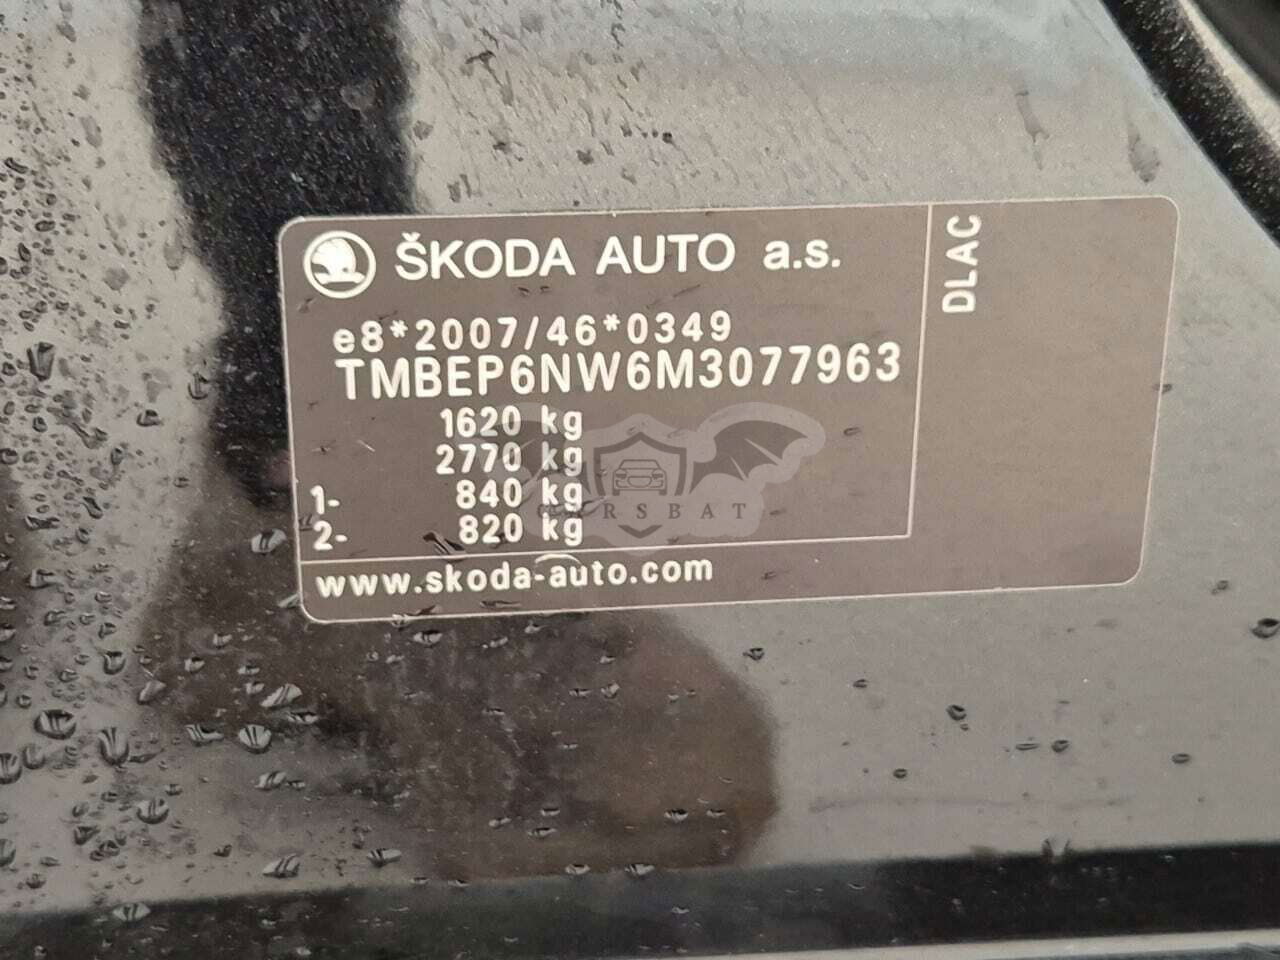 ŠKODA AUTO a.s.
DLAC
e8*2007/46*0349
TMBEP6NW6M3077963
1620 kg
2770 kg
1- 840 kg
2- 820 kg
www.skoda-auto.com